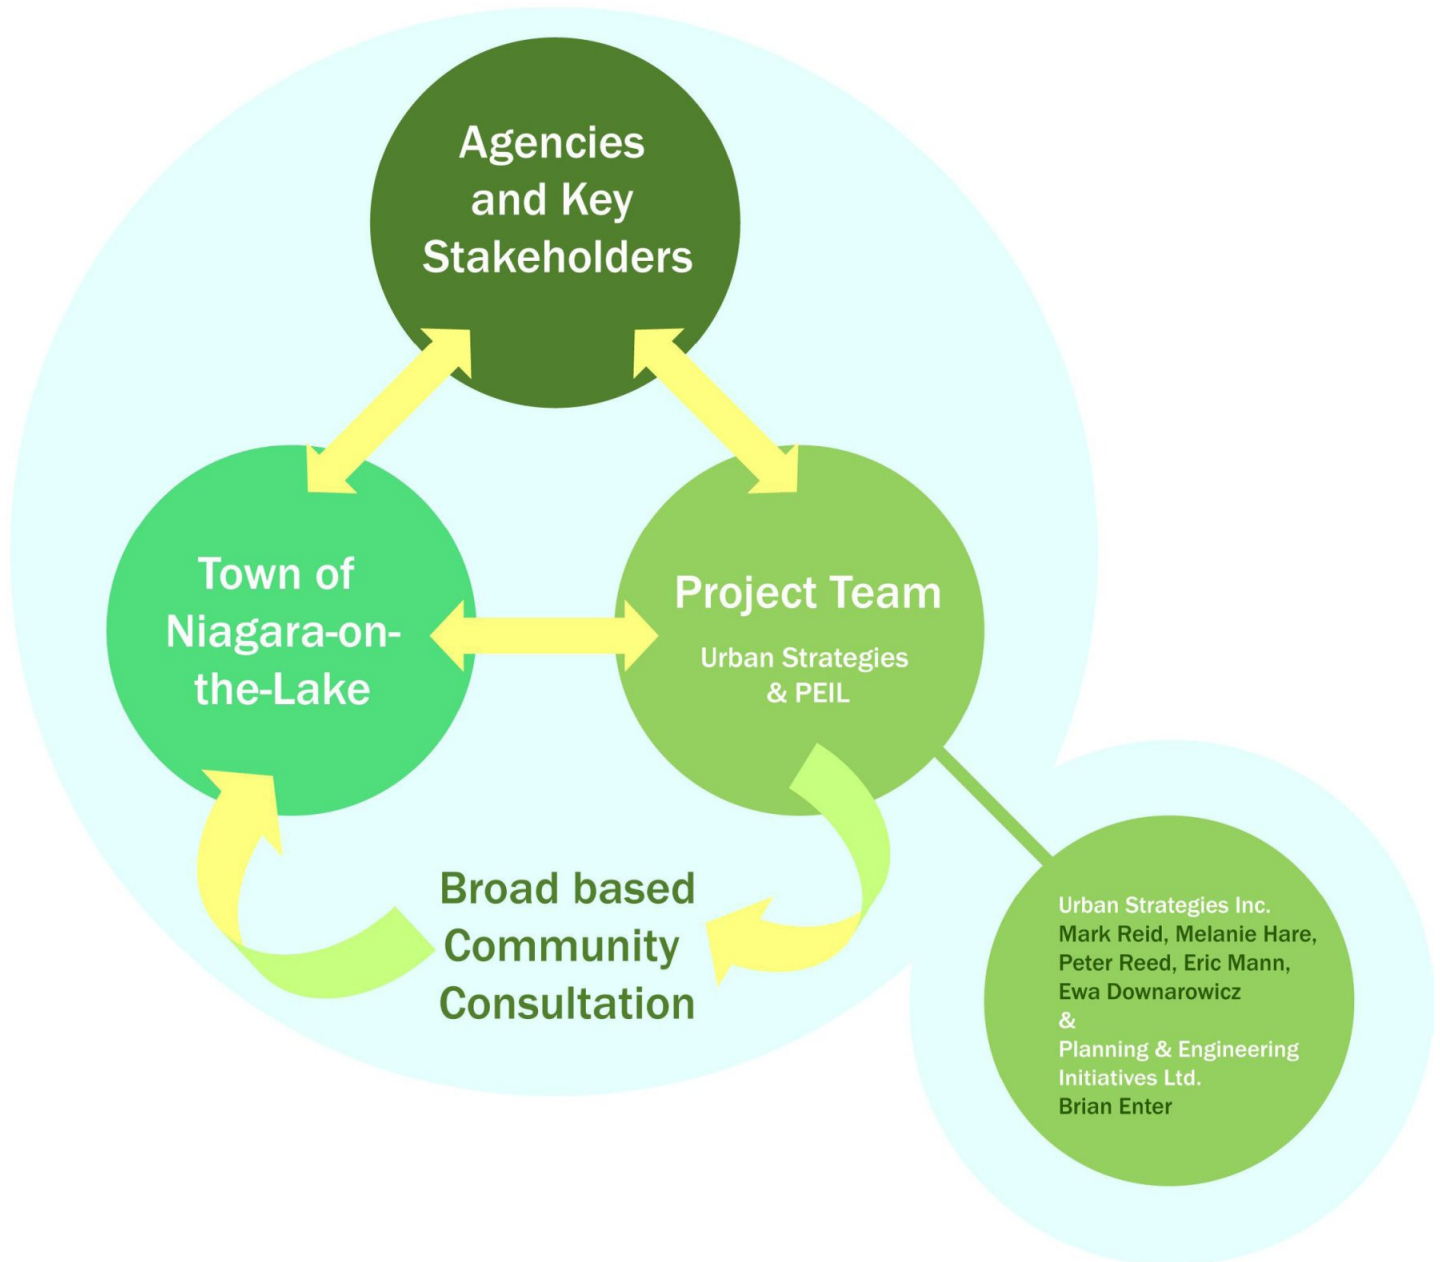 Agencies
and Key
Stakeholders
Town of
Niagara-on-
the-Lake
Project Team
Urban Strategies
& PEIL
Broad based
Community
Consultation
Urban Strategies Inc.
Mark Reid, Melanie Hare,
Peter Reed, Eric Mann,
Ewa Downarowicz
&
Planning & Engineering
Initiatives Ltd.
Brian Enter